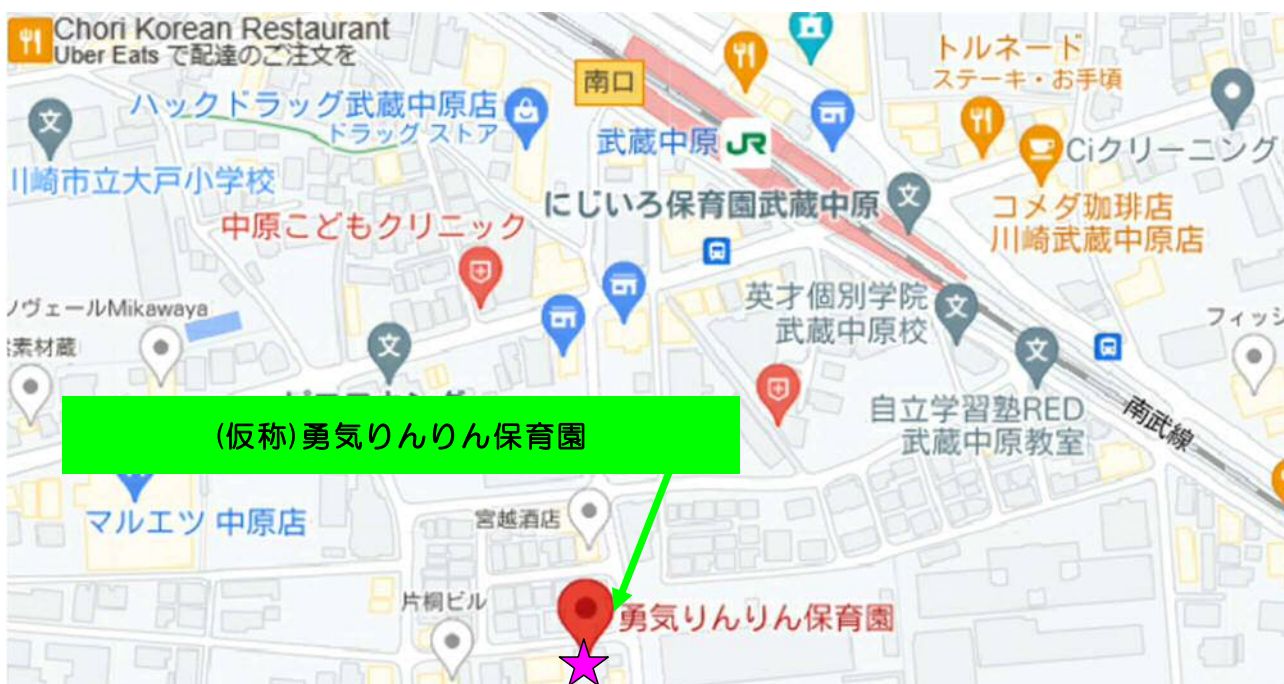 Chori Korean Restaurant
Uber Eats で配達のご注文を
南口
トルネード
ステーキ・お手頃
ハックドラッグ武蔵中原店
ドラッグストア
武蔵中原 JR
Ciクリーニング
川崎市立大戸小学校
にじいろ保育園武蔵中原
コメダ珈琲店
川崎武蔵中原店
中原こどもクリニック
英才個別学院
武蔵中原校
ノヴェールMikawaya
フィッシ
素材蔵
自立学習塾RED
武蔵中原教室
南武線
(仮称)勇気りんりん保育園
マルエツ 中原店
宮越酒店
片桐ビル
勇気りんりん保育園